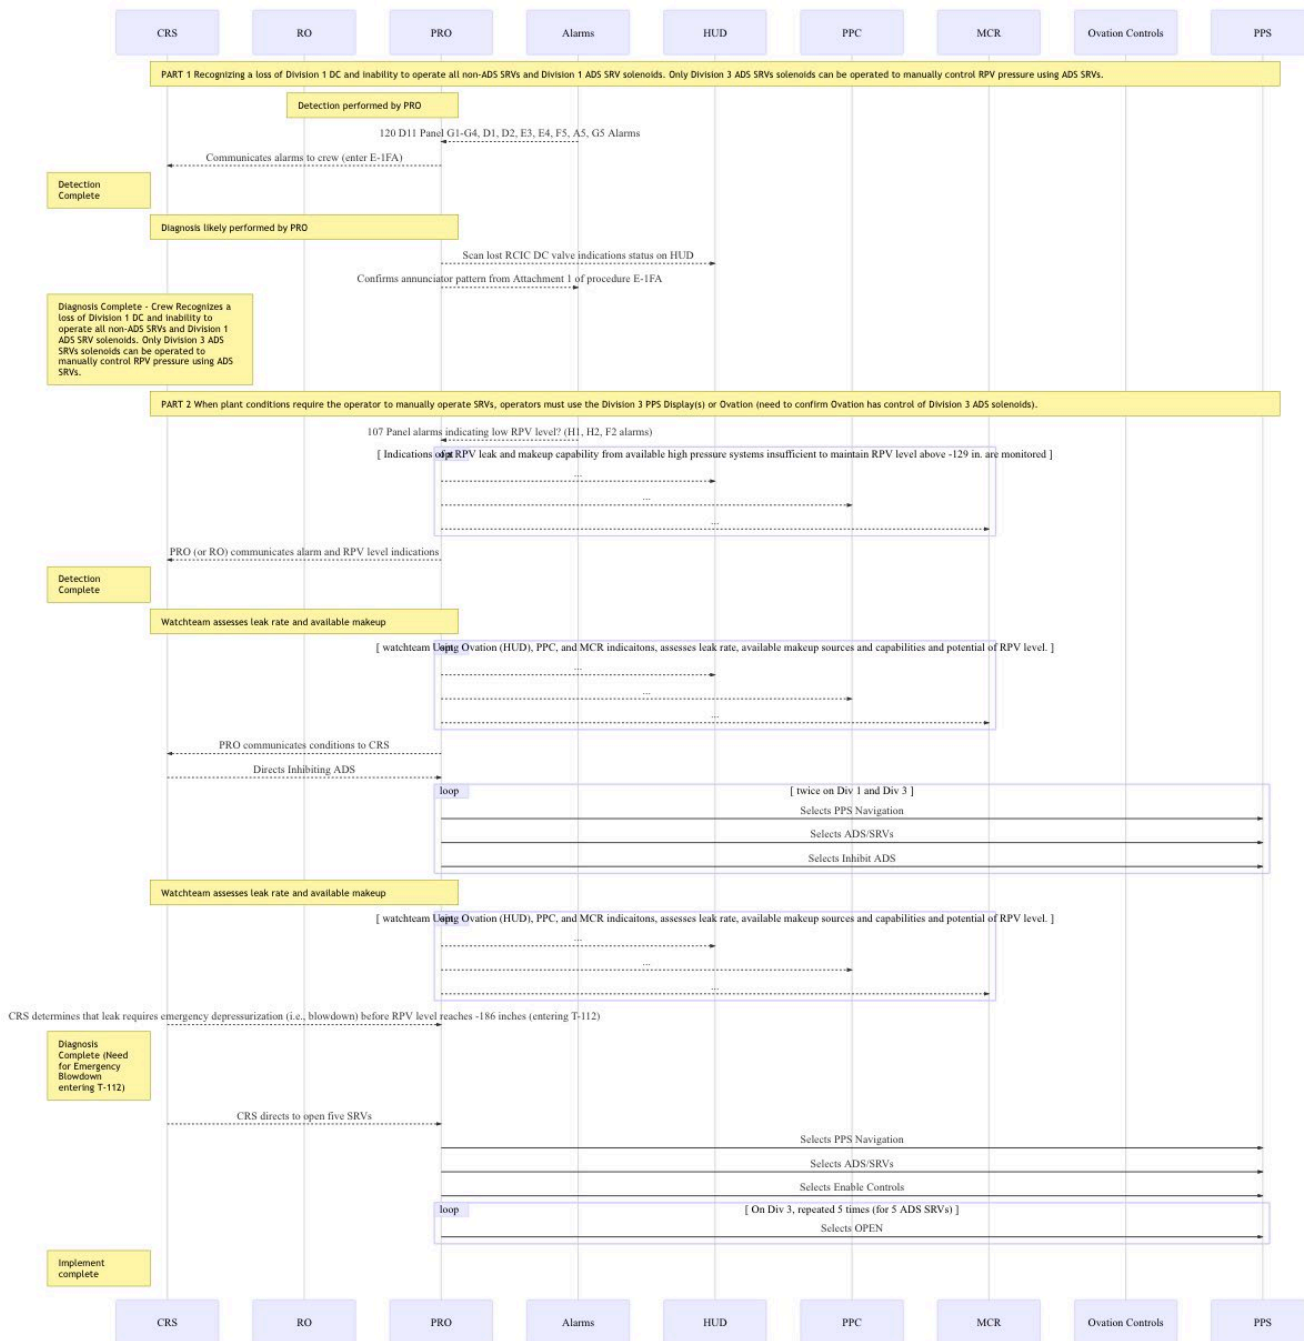 CRS RO PRO Alarms HUD PPC MCR Ovation Controls PPS
PART 1 Recognizing a loss of Division 1 DC and inability to operate all non-ADS SRVs and Division 1 ADS SRV solenoids. Only Division 3 ADS SRVs solenoids can be operated to manually control RPV pressure using ADS SRVs.
Detection performed by PRO
120 D11 Panel G1-G4, D1, D2, E3, E4, F5, A5, G5 Alarms
Communicates alarms to crew (enter E-1FA)
Detection
Complete
Diagnosis likely performed by PRO
Scan lost RCIC DC valve indications status on HUD
Confirms annunciator pattern from Attachment 1 of procedure E-1FA
Diagnosis Complete - Crew Recognizes a
loss of Division 1 DC and inability to
operate all non-ADS SRVs and Division 1
ADS SRV solenoids. Only Division 3 ADS
SRVs solenoids can be operated to
manually control RPV pressure using ADS
SRVs.
PART 2 When plant conditions require the operator to manually operate SRVs, operators must use the Division 3 PPS Display(s) or Ovation (need to confirm Ovation has control of Division 3 ADS solenoids).
107 Panel alarms indicating low RPV level? (H1, H2, F2 alarms)
[ Indications of RPV leak and makeup capability from available high pressure systems insufficient to maintain RPV level above -129 in. are monitored ]
...
...
...
PRO (or RO) communicates alarm and RPV level indications
Detection
Complete
Watchteam assesses leak rate and available makeup
[ watchteam Using Ovation (HUD), PPC, and MCR indicaitons, assesses leak rate, available makeup sources and capabilities and potential of RPV level. ]
...
...
...
PRO communicates conditions to CRS
Directs Inhibiting ADS
loop [ twice on Div 1 and Div 3 ]
Selects PPS Navigation
Selects ADS/SRVs
Selects Inhibit ADS
Watchteam assesses leak rate and available makeup
[ watchteam Using Ovation (HUD), PPC, and MCR indicaitons, assesses leak rate, available makeup sources and capabilities and potential of RPV level. ]
...
...
...
CRS determines that leak requires emergency depressurization (i.e., blowdown) before RPV level reaches -186 inches (entering T-112)
Diagnosis
Complete (Need
for Emergency
Blowdown
entering T-112)
CRS directs to open five SRVs
Selects PPS Navigation
Selects ADS/SRVs
Selects Enable Controls
loop [ On Div 3, repeated 5 times (for 5 ADS SRVs) ]
Selects OPEN
Implement
complete
CRS RO PRO Alarms HUD PPC MCR Ovation Controls PPS